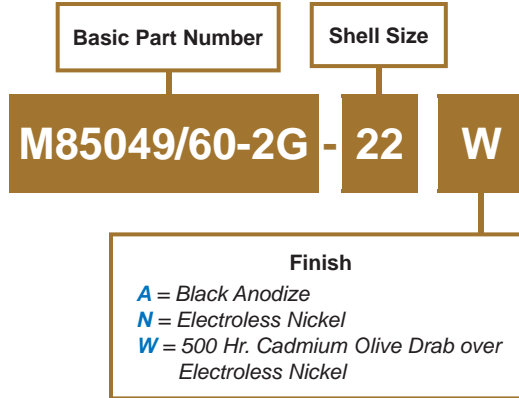 Basic Part Number
Shell Size
M85049/60-2G - 22 W
Finish
A = Black Anodize
N = Electroless Nickel
W = 500 Hr. Cadmium Olive Drab over
Electroless Nickel